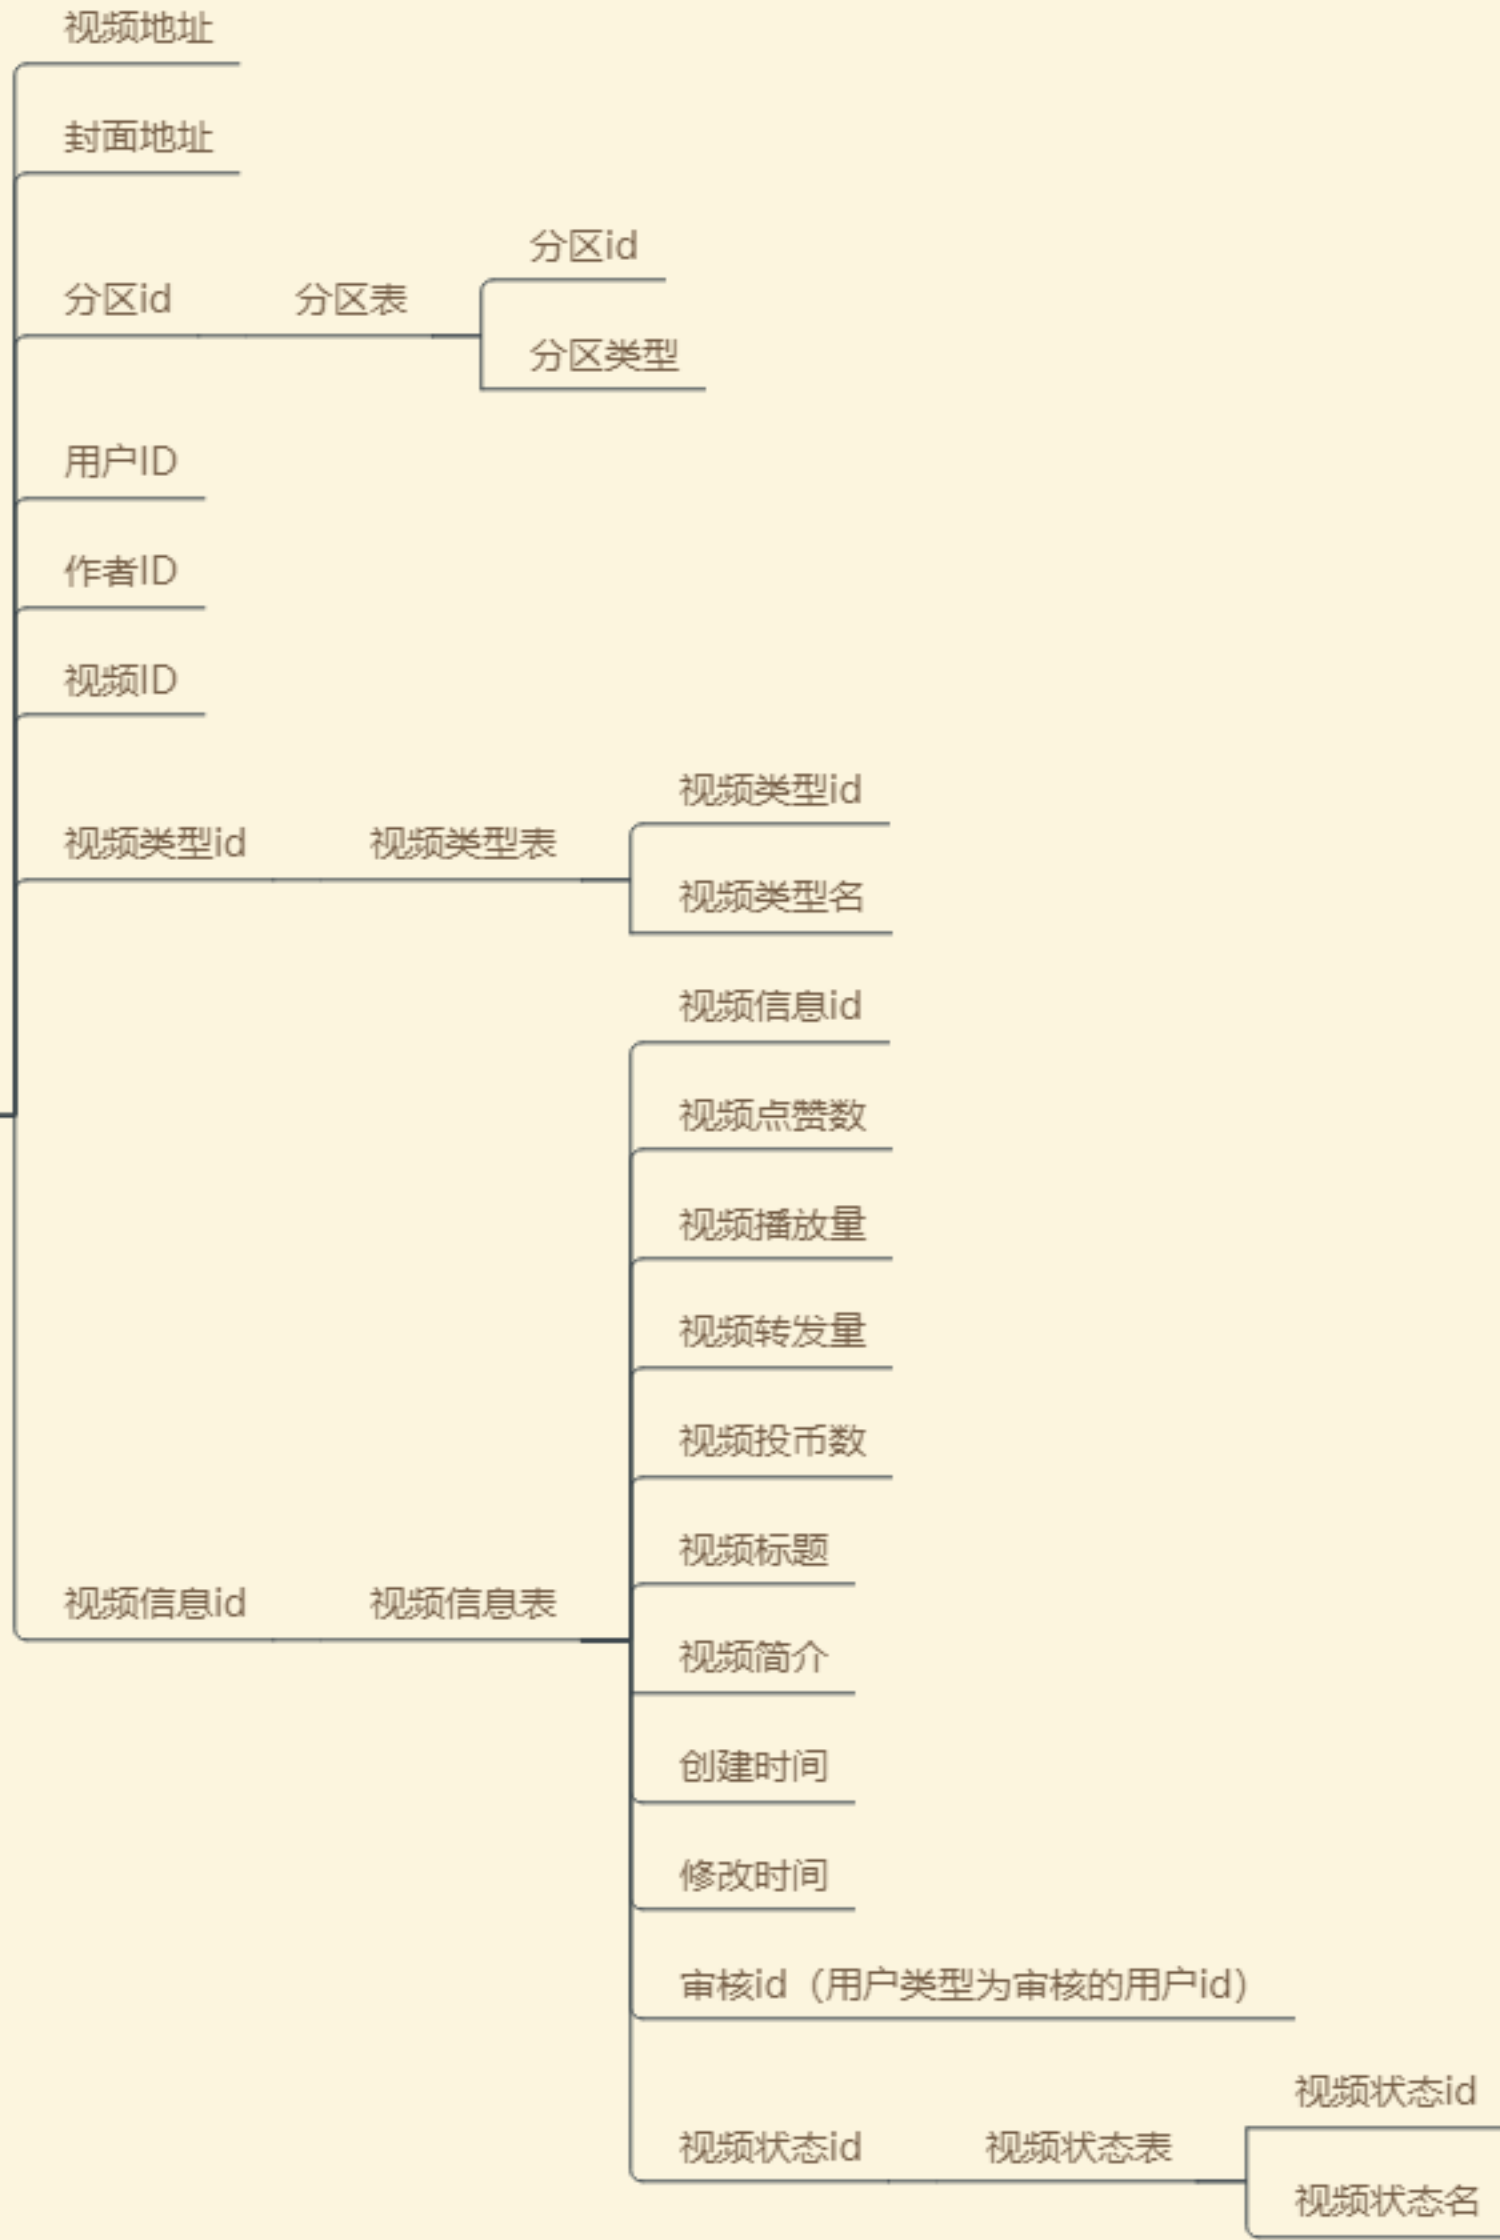 视频地址
封面地址
分区id
分区表
分区id
分区类型
用户ID
作者ID
视频ID
视频类型id
视频类型表
视频类型id
视频类型名
视频信息id
视频信息表
视频信息id
视频点赞数
视频播放量
视频转发量
视频投币数
视频标题
视频简介
创建时间
修改时间
审核id（用户类型为审核的用户id）
视频状态id
视频状态表
视频状态id
视频状态名